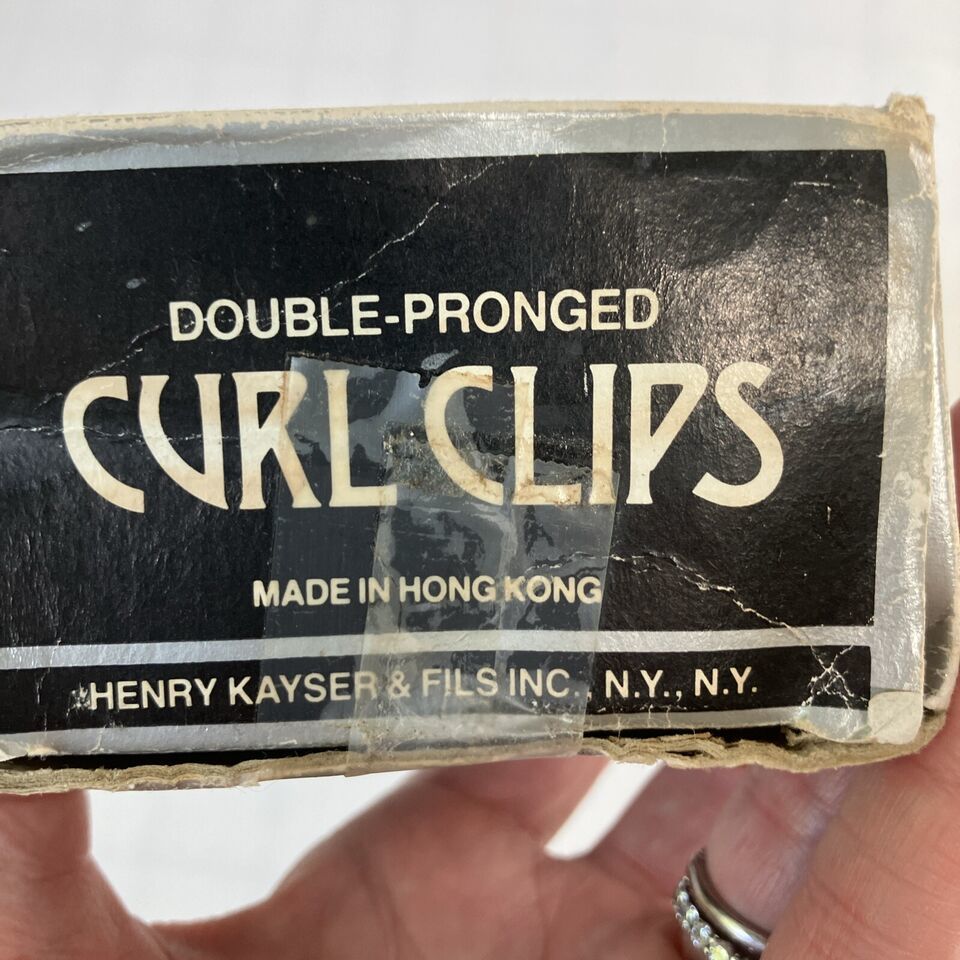 DOUBLE-PRONGED
CURL CLIPS
MADE IN HONG KONG
HENRY KAYSER & FILS INC., N.Y., N.Y.